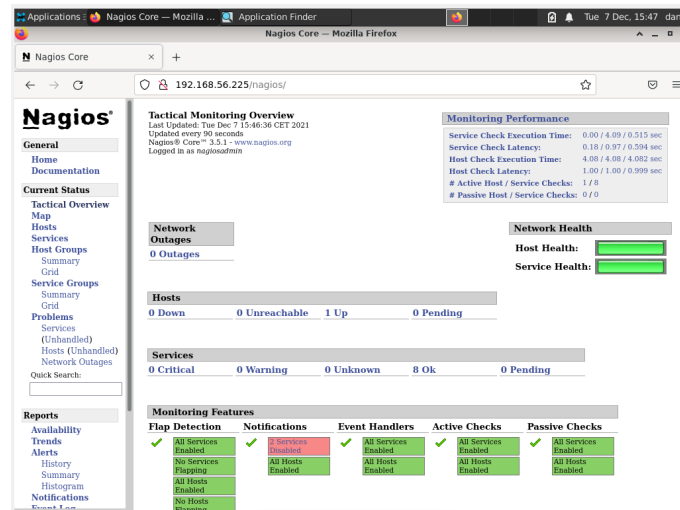 Applications
Nagios Core — Mozilla ...
Application Finder
Tue 7 Dec, 15:47
Nagios Core — Mozilla Firefox
N Nagios Core
192.168.56.225/nagios/
Nagios®
General
Home
Documentation
Current Status
Tactical Overview
Map
Hosts
Services
Host Groups
Summary
Grid
Service Groups
Summary
Grid
Problems
Services
(Unhandled)
Hosts (Unhandled)
Network Outages
Quick Search:
Reports
Availability
Trends
Alerts
History
Summary
Histogram
Notifications
Event Log
Tactical Monitoring Overview
Last Updated: Tue Dec 7 15:46:36 CET 2021
Updated every 90 seconds
Nagios® Core™ 3.5.1 - www.nagios.org
Logged in as nagiosadmin
Monitoring Performance
Service Check Execution Time: 0.00 / 4.09 / 0.515 sec
Service Check Latency: 0.18 / 0.97 / 0.594 sec
Host Check Execution Time: 4.08 / 4.08 / 4.082 sec
Host Check Latency: 1.00 / 1.00 / 0.999 sec
# Active Host / Service Checks: 1 / 8
# Passive Host / Service Checks: 0 / 0
Network
Outages
0 Outages
Network Health
Host Health:
Service Health:
Hosts
0 Down 0 Unreachable 1 Up 0 Pending
Services
0 Critical 0 Warning 0 Unknown 8 Ok 0 Pending
Monitoring Features
Flap Detection Notifications Event Handlers Active Checks Passive Checks
All Services
Enabled
No Services
Flapping
All Hosts
Enabled
No Hosts
Flapping
2 Services
Disabled
All Hosts
Enabled
All Services
Enabled
All Hosts
Enabled
All Services
Enabled
All Hosts
Enabled
All Services
Enabled
All Hosts
Enabled